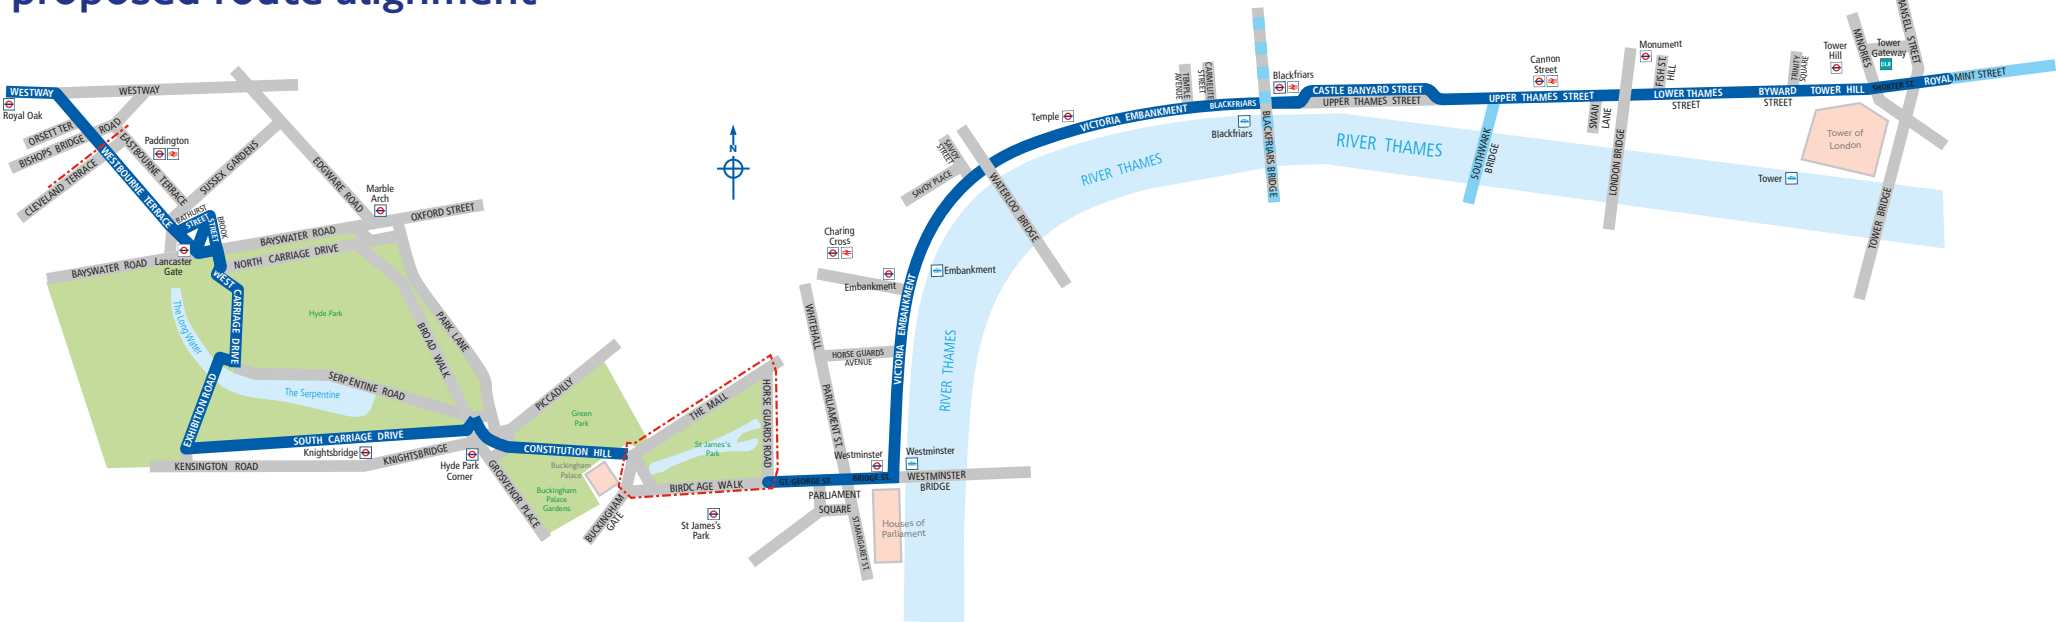 proposed route alignment
WESTWAY
WESTWAY
Royal Oak
ORSETT TER
BISHOPS BRIDGE ROAD
CLEVELAND TERRACE
WESTBOURNE TERRACE
EASTBOURNE TERRACE
Paddington
SUSSEX GARDENS
EDGWARE ROAD
Marble
Arch
OXFORD STREET
BATHURST
STREET
BROOK
STREET
Lancaster
Gate
BAYSWATER ROAD
BAYSWATER ROAD
NORTH CARRIAGE DRIVE
WEST CARRIAGE DRIVE
The Long Water
Hyde Park
BROAD WALK
PARK LANE
SERPENTINE ROAD
The Serpentine
EXHIBITION ROAD
SOUTH CARRIAGE DRIVE
Knightsbridge
KENSINGTON ROAD
KNIGHTSBRIDGE
Hyde Park
Corner
GROSVENOR PLACE
PICCADILLY
Green
Park
CONSTITUTION HILL
Buckingham
Palace
Buckingham
Palace
Gardens
BUCKINGHAM
GATE
THE MALL
St James's
Park
HORSE GUARDS ROAD
BIRDCAGE WALK
St James's
Park
GT. GEORGE ST.
BRIDGE ST.
PARLIAMENT
SQUARE
ST.MARGARET ST.
Houses of
Parliament
WESTMINSTER
BRIDGE
Westminster
Westminster
WHITEHALL
PARLIAMENT ST.
HORSE GUARDS
AVENUE
Charing
Cross
Embankment
Embankment
VICTORIA EMBANKMENT
RIVER THAMES
N
SAVOY
STREET
SAVOY PLACE
WATERLOO BRIDGE
Temple
VICTORIA EMBANKMENT
RIVER THAMES
TEMPLE
AVENUE
CARMELITE
STREET
BLACKFRIARS
Blackfriars
Blackfriars
BLACKFRIARS BRIDGE
CASTLE BANYARD STREET
UPPER THAMES STREET
RIVER THAMES
UPPER THAMES STREET
SOUTHWARK
BRIDGE
Cannon
Street
SWAN
LANE
LONDON BRIDGE
Monument
FISH ST.
HILL
LOWER THAMES
STREET
TRINITY
SQUARE
BYWARD
STREET
Tower
Hill
TOWER HILL
MINORIES
Tower
Gateway
DLR
MANSELL STREET
SHORTER ST.
ROYAL MINT STREET
Tower of
London
Tower
TOWER BRIDGE